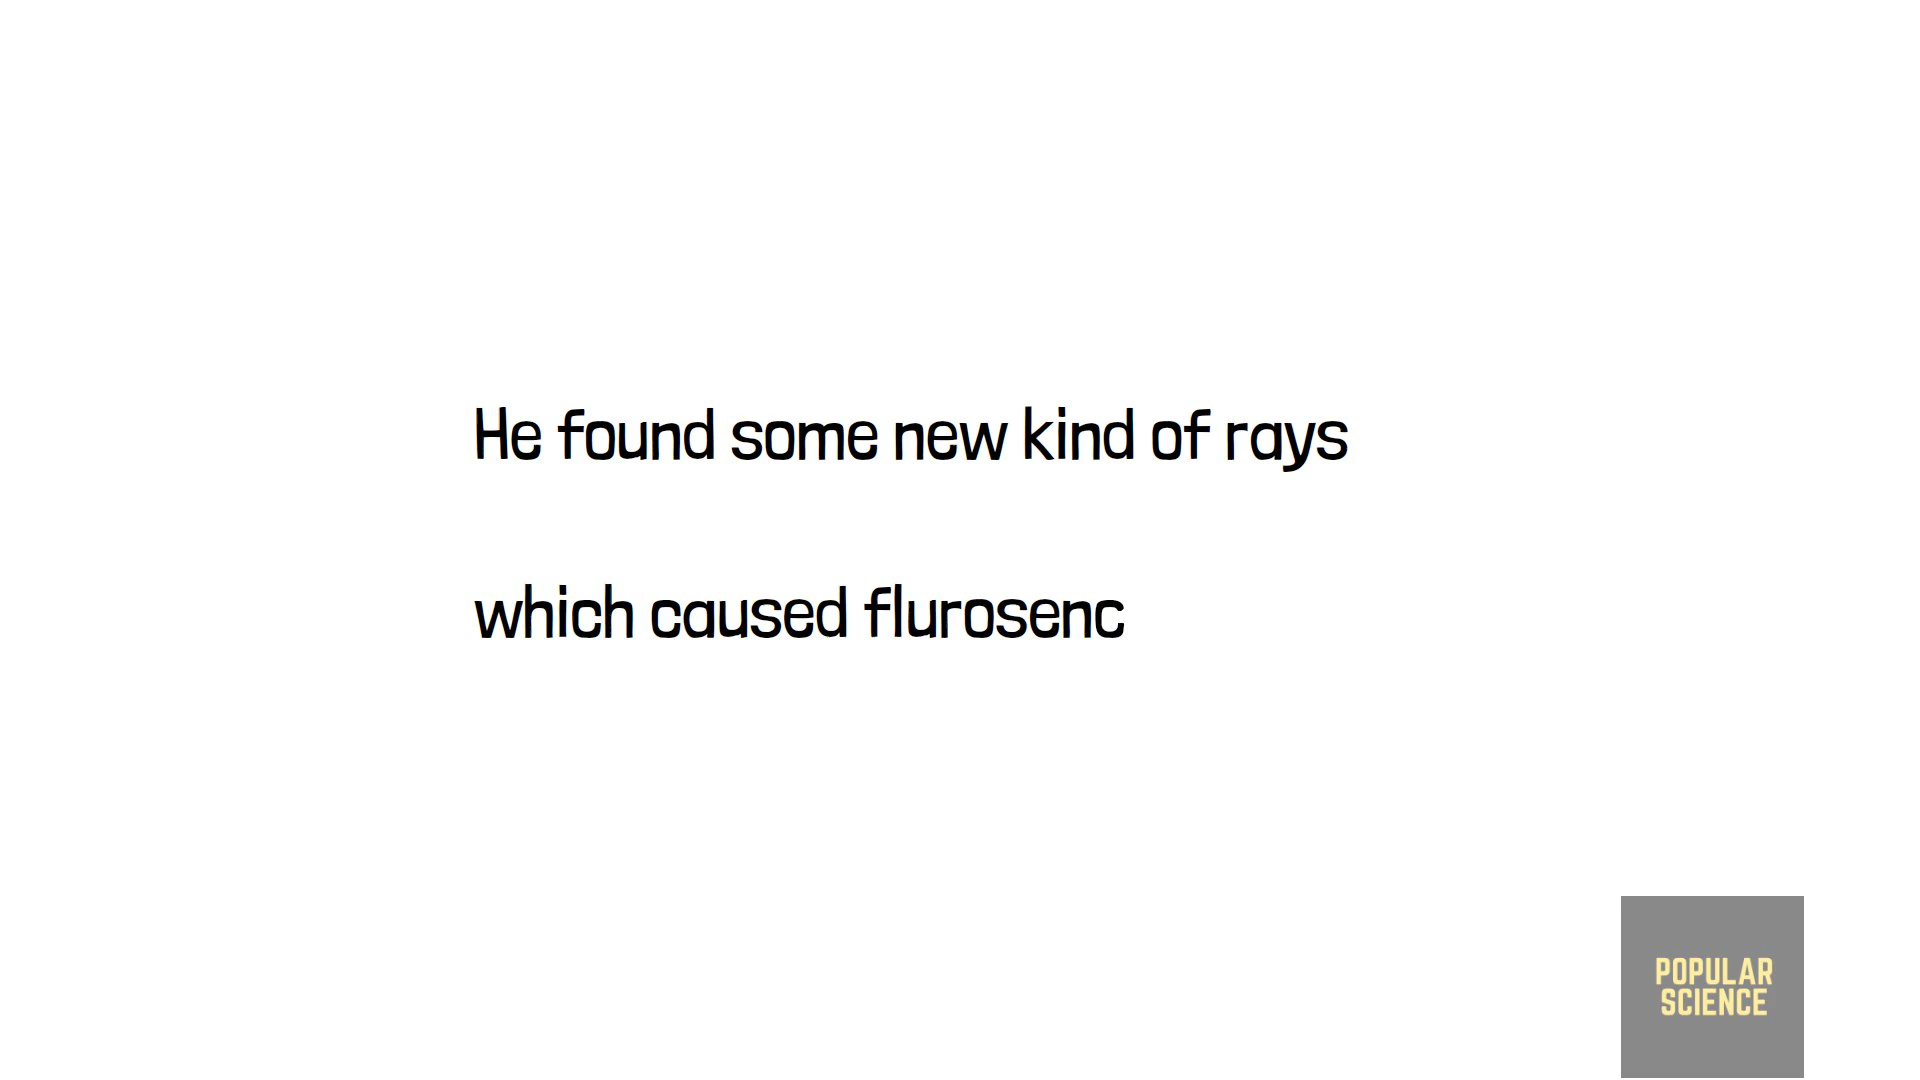 He found some new kind of rays
which caused flurosenc
POPULAR
SCIENCE